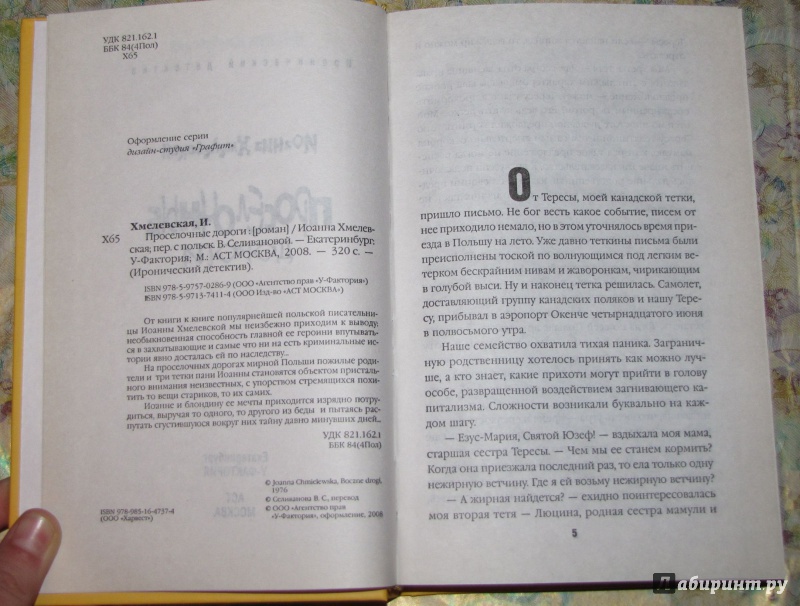 УДК 821.162.1
ББК 84(4Пол)
Х65
Оформление серии
дизайн-студия «Графит»
Хмелевская, И.
Х65 Проселочные дороги : [роман] / Иоанна Хмелев-
ская; пер. с польск. В. Селивановой. — Екатеринбург:
У-Фактория; М.: АСТ МОСКВА, 2008. — 320 с. —
(Иронический детектив).
ISBN 978-5-9757-0286-9 (ООО «Агентство прав «У-Фактория»)
ISBN 978-5-9713-7411-4 (ООО Изд-во «АСТ МОСКВА»)
От книги к книге популярнейшей польской писательни-
цы Иоанны Хмелевской мы неизбежно приходим к выводу:
необыкновенная способность главной ее героини впутывать-
ся в захватывающие и самые что ни на есть криминальные ис-
тории явно досталась ей по наследству...
На проселочных дорогах мирной Польши пожилые роди-
тели и три тетки пани Иоанны становятся объектом присталь-
ного внимания неизвестных, с упорством стремящихся похи-
тить то вещи стариков, то их самих.
Иоанне и блондину ее мечты приходится изрядно потру-
диться, выручая то одного, то другого из беды и пытаясь рас-
путать сгустившуюся вокруг них тайну давно минувших дней...
УДК 821.162.1
ББК 84(4Пол)
© Joanna Chmielewska, Boczne drogi,
1976
© Селиванова В. С., перевод
© ООО «Агентство прав
«У-Фактория», оформление, 2008
ISBN 978-985-16-4737-4
(ООО «Харвест»)
От Тересы, моей канадской тетки,
пришло письмо. Не бог весть какое событие, писем от
нее приходило немало, но в этом уточнялось время при-
езда в Польшу на лето. Уже давно теткины письма были
преисполнены тоской по волнующимся под легким ве-
терком бескрайним нивам и жаворонкам, чирикающим
в голубой выси. Ну и наконец тетка решилась. Самолет,
доставляющий группу канадских поляков и нашу Тере-
су, прибывал в аэропорт Окенче четырнадцатого июня
в полвосьмого утра.
Наше семейство охватила тихая паника. Загранич-
ную родственницу хотелось принять как можно луч-
ше, а кто знает, какие прихоти могут прийти в голову
особе, развращенной воздействием загнивающего ка-
питализма. Сложности возникали буквально на каж-
дом шагу.
— Езус-Мария, Святой Юзеф! — вздыхала моя мама,
старшая сестра Тересы. — Чем мы ее станем кормить?
Когда она приезжала последний раз, то ела только одну
нежирную ветчину. Где я ей возьму нежирную ветчину?
— А жирная найдется? — ехидно поинтересовалась
моя вторая тетя — Люцина, родная сестра мамули и
5
Лабиринт.ру